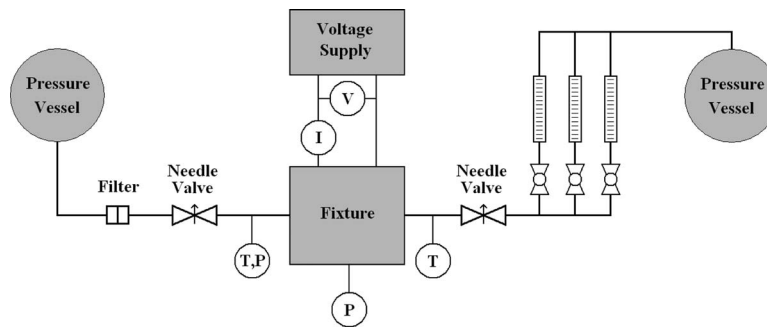 Voltage
Supply
Pressure
Vessel
V
Pressure
Vessel
I
Needle
Valve
Filter
Fixture
Needle
Valve
T,P
T
P